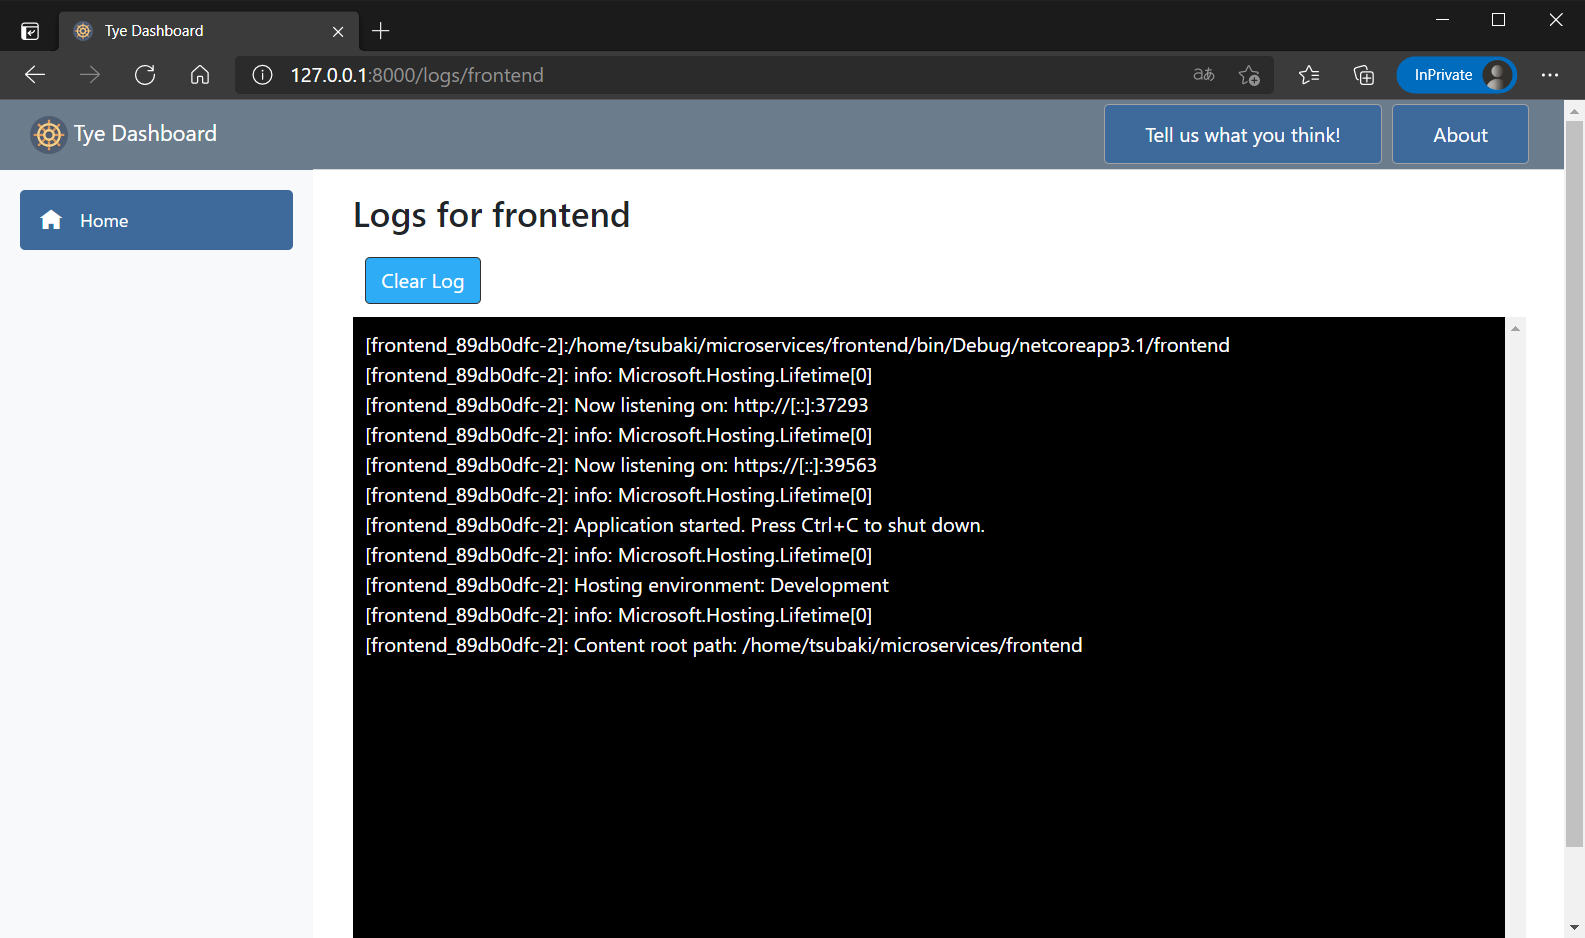 Tye Dashboard
127.0.0.1:8000/logs/frontend
aあ
InPrivate
Tye Dashboard
Tell us what you think!
About
Home
Logs for frontend
Clear Log
[frontend_89db0dfc-2]:/home/tsubaki/microservices/frontend/bin/Debug/netcoreapp3.1/frontend
[frontend_89db0dfc-2]: info: Microsoft.Hosting.Lifetime[0]
[frontend_89db0dfc-2]: Now listening on: http://[::]:37293
[frontend_89db0dfc-2]: info: Microsoft.Hosting.Lifetime[0]
[frontend_89db0dfc-2]: Now listening on: https://[::]:39563
[frontend_89db0dfc-2]: info: Microsoft.Hosting.Lifetime[0]
[frontend_89db0dfc-2]: Application started. Press Ctrl+C to shut down.
[frontend_89db0dfc-2]: info: Microsoft.Hosting.Lifetime[0]
[frontend_89db0dfc-2]: Hosting environment: Development
[frontend_89db0dfc-2]: info: Microsoft.Hosting.Lifetime[0]
[frontend_89db0dfc-2]: Content root path: /home/tsubaki/microservices/frontend